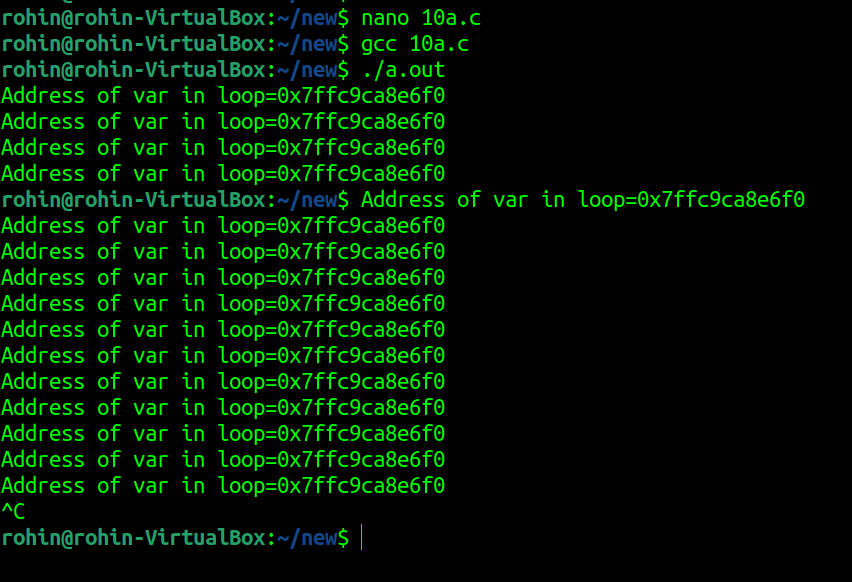 rohin@rohin-VirtualBox:~/new$ nano 10a.c
rohin@rohin-VirtualBox:~/new$ gcc 10a.c
rohin@rohin-VirtualBox:~/new$ ./a.out
Address of var in loop=0x7ffc9ca8e6f0
Address of var in loop=0x7ffc9ca8e6f0
Address of var in loop=0x7ffc9ca8e6f0
Address of var in loop=0x7ffc9ca8e6f0
rohin@rohin-VirtualBox:~/new$ Address of var in loop=0x7ffc9ca8e6f0
Address of var in loop=0x7ffc9ca8e6f0
Address of var in loop=0x7ffc9ca8e6f0
Address of var in loop=0x7ffc9ca8e6f0
Address of var in loop=0x7ffc9ca8e6f0
Address of var in loop=0x7ffc9ca8e6f0
Address of var in loop=0x7ffc9ca8e6f0
Address of var in loop=0x7ffc9ca8e6f0
Address of var in loop=0x7ffc9ca8e6f0
Address of var in loop=0x7ffc9ca8e6f0
Address of var in loop=0x7ffc9ca8e6f0
Address of var in loop=0x7ffc9ca8e6f0
^C
rohin@rohin-VirtualBox:~/new$